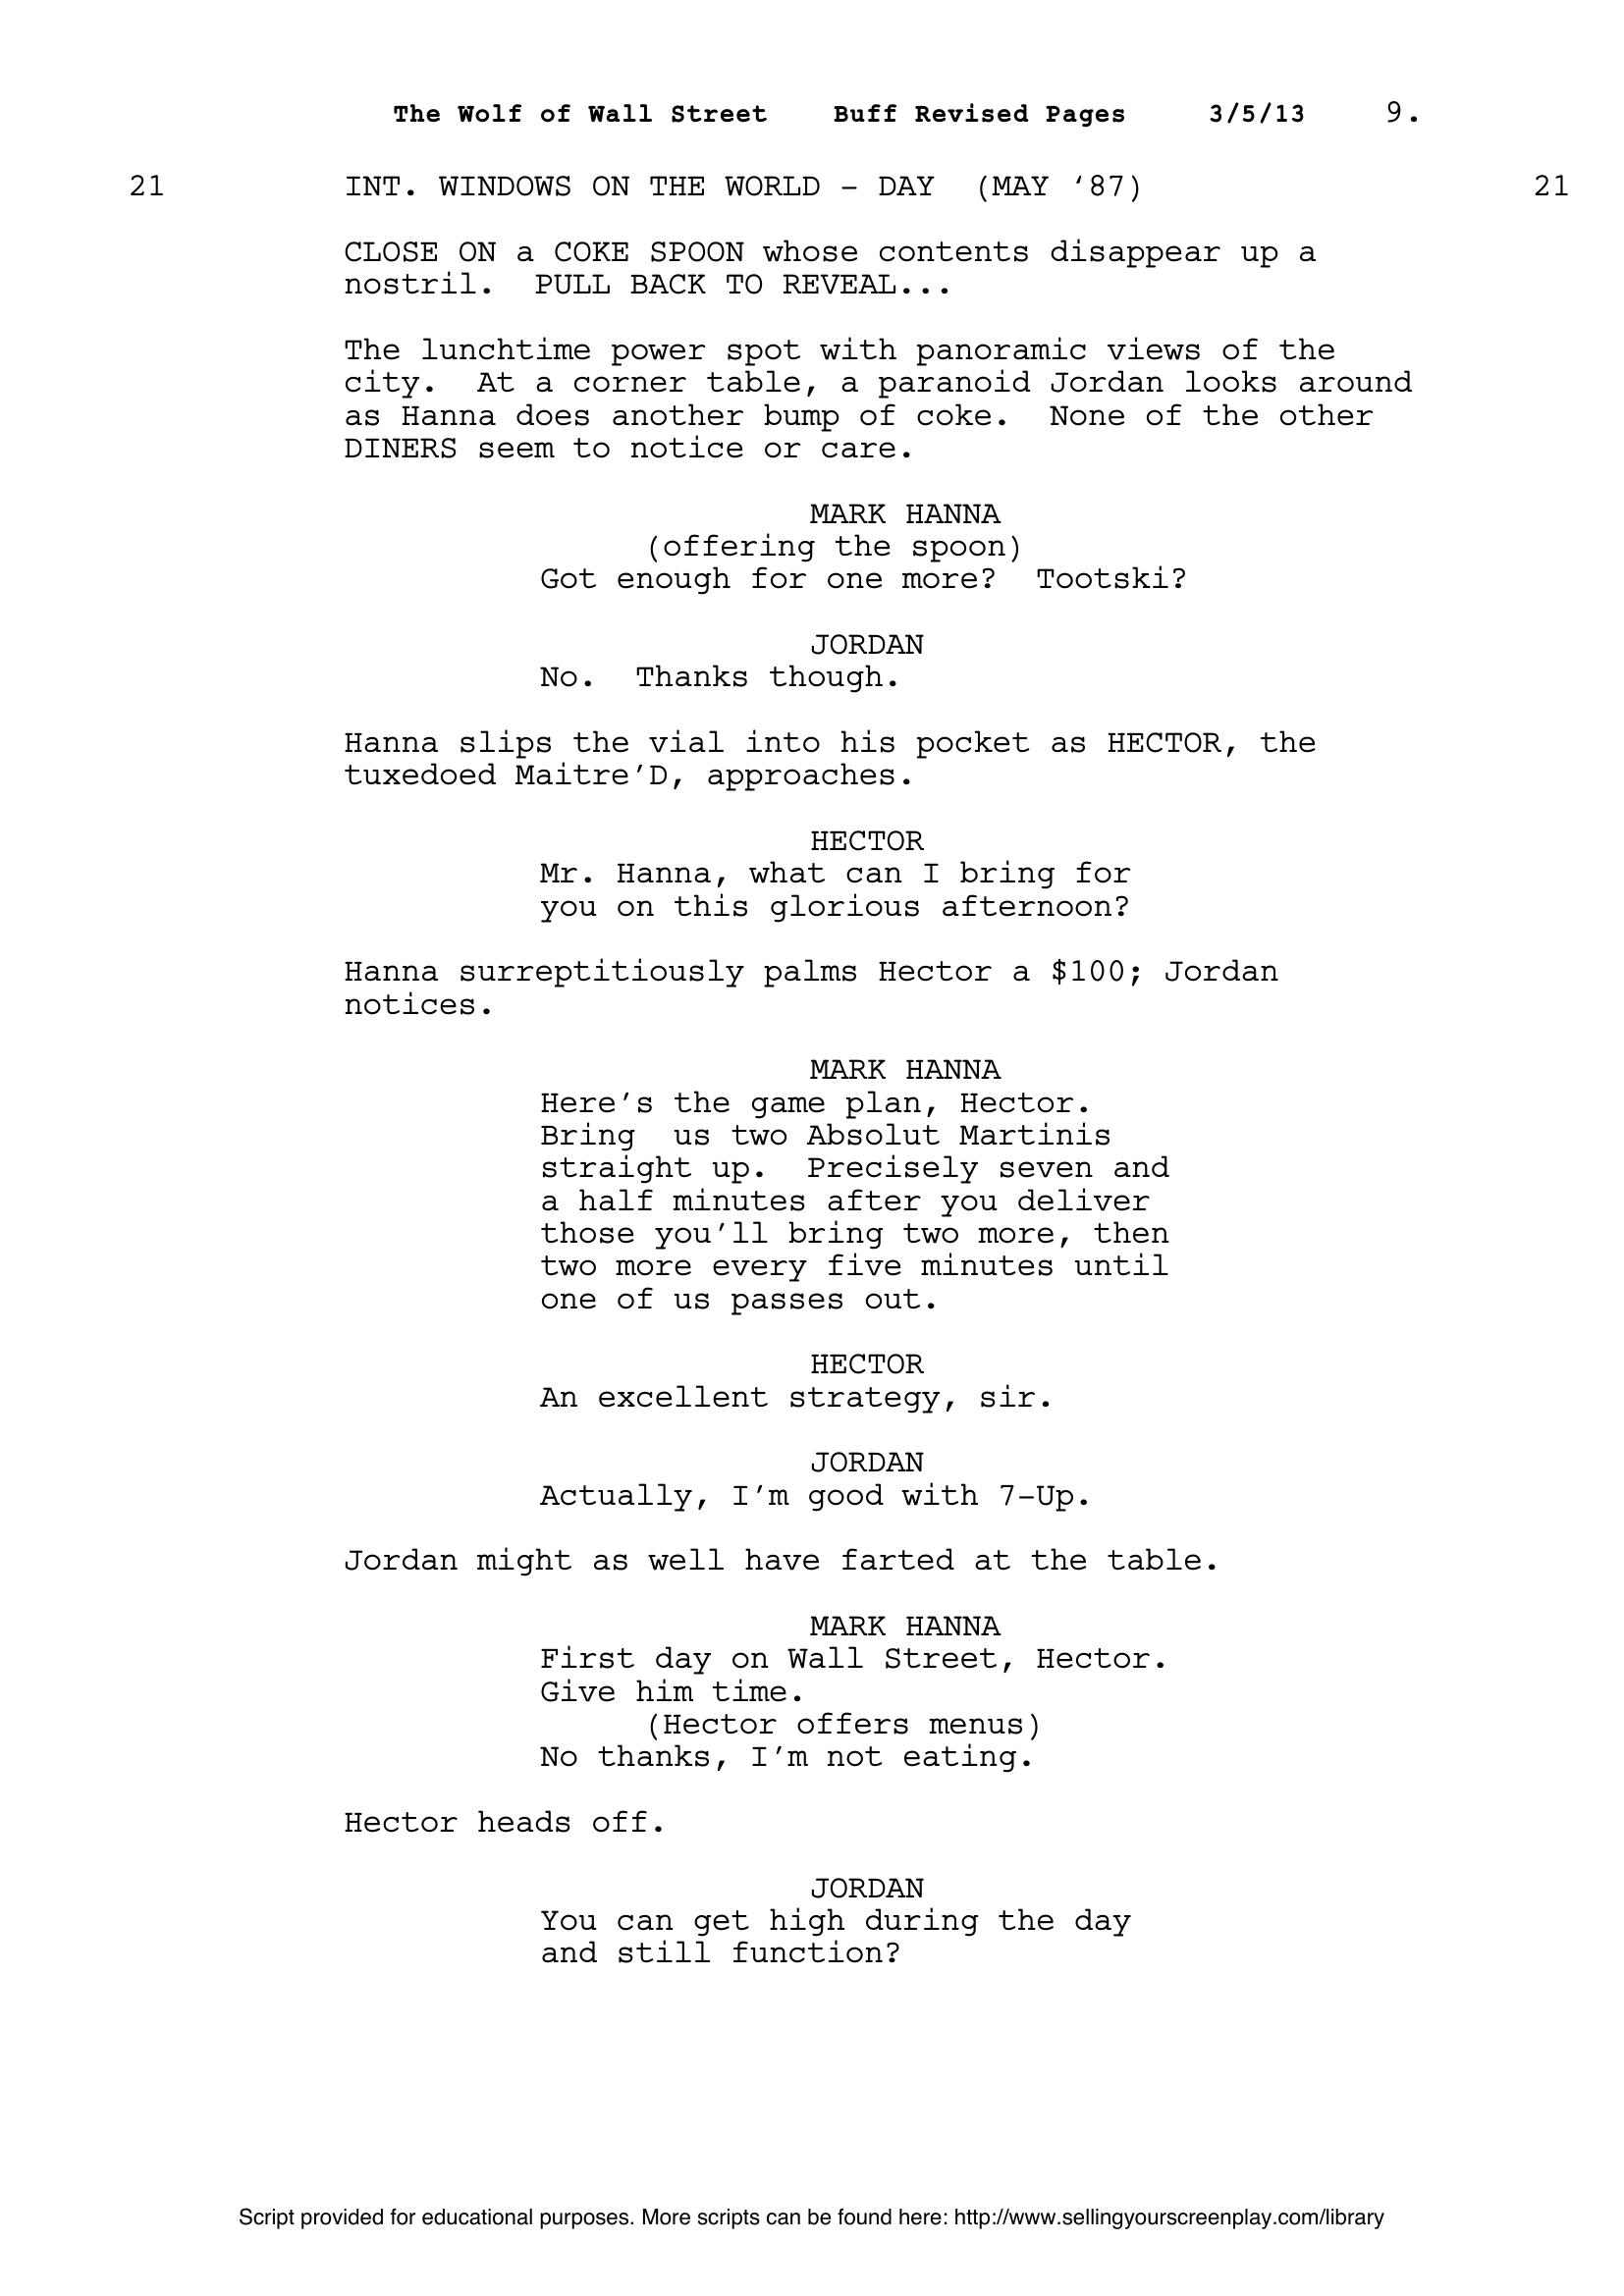 The Wolf of Wall Street    Buff Revised Pages    3/5/13    9.
21    INT. WINDOWS ON THE WORLD - DAY  (MAY ‘87)    21
CLOSE ON a COKE SPOON whose contents disappear up a
nostril.  PULL BACK TO REVEAL...
The lunchtime power spot with panoramic views of the
city.  At a corner table, a paranoid Jordan looks around
as Hanna does another bump of coke.  None of the other
DINERS seem to notice or care.
MARK HANNA
(offering the spoon)
Got enough for one more?  Tootski?
JORDAN
No.  Thanks though.
Hanna slips the vial into his pocket as HECTOR, the
tuxedoed Maitre’D, approaches.
HECTOR
Mr. Hanna, what can I bring for
you on this glorious afternoon?
Hanna surreptitiously palms Hector a $100; Jordan
notices.
MARK HANNA
Here’s the game plan, Hector.
Bring  us two Absolut Martinis
straight up.  Precisely seven and
a half minutes after you deliver
those you’ll bring two more, then
two more every five minutes until
one of us passes out.
HECTOR
An excellent strategy, sir.
JORDAN
Actually, I’m good with 7-Up.
Jordan might as well have farted at the table.
MARK HANNA
First day on Wall Street, Hector.
Give him time.
(Hector offers menus)
No thanks, I’m not eating.
Hector heads off.
JORDAN
You can get high during the day
and still function?
Script provided for educational purposes. More scripts can be found here: http://www.sellingyourscreenplay.com/library